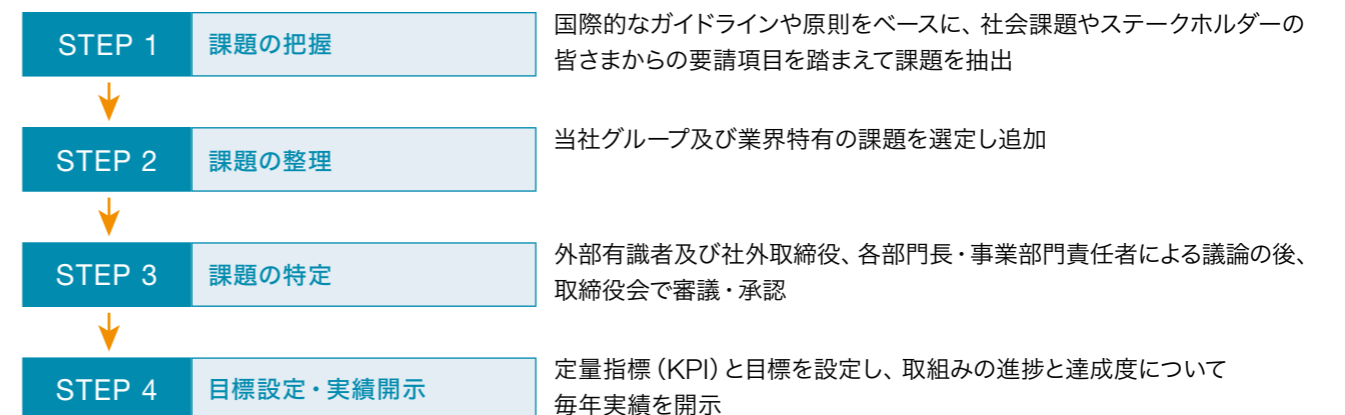 STEP 1
課題の把握
国際的なガイドラインや原則をベースに、社会課題やステークホルダーの
皆さまからの要請項目を踏まえて課題を抽出
STEP 2
課題の整理
当社グループ及び業界特有の課題を選定し追加
STEP 3
課題の特定
外部有識者及び社外取締役、各部門長・事業部門責任者による議論の後、
取締役会で審議・承認
STEP 4
目標設定・実績開示
定量指標（KPI）と目標を設定し、取組みの進捗と達成度について
毎年実績を開示